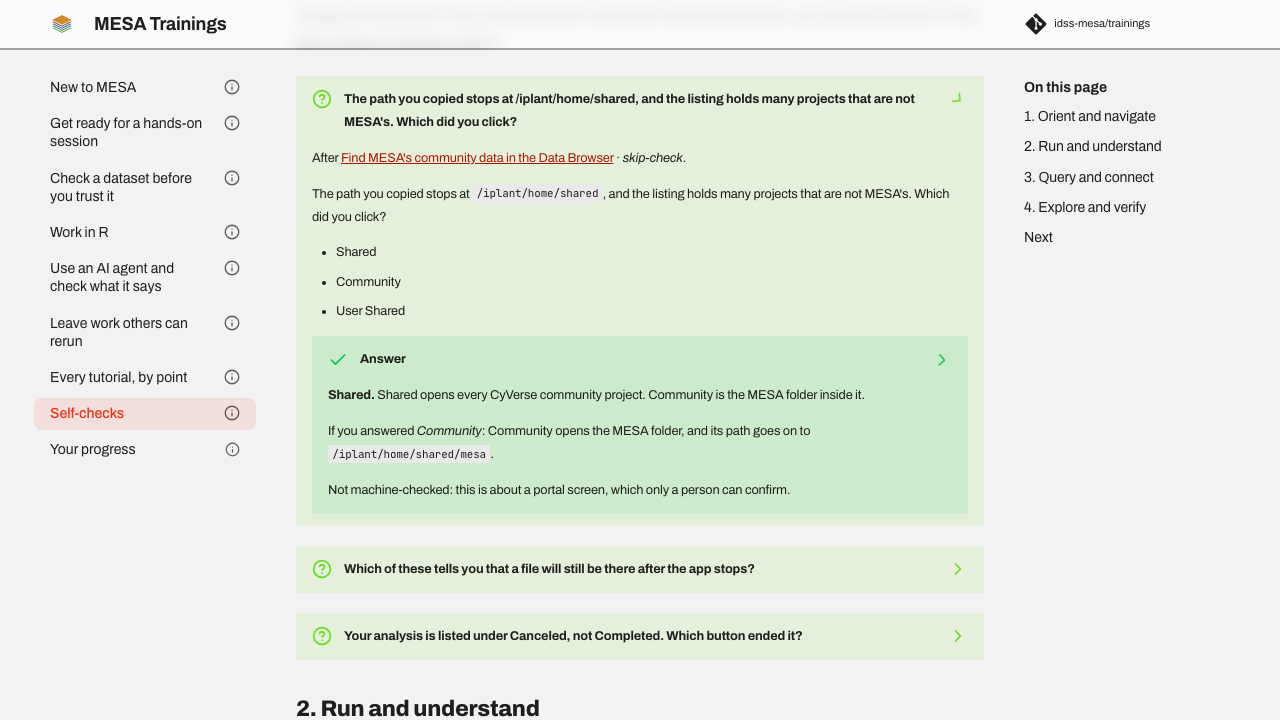 MESA Trainings
idss-mesa/trainings
New to MESA
Get ready for a hands-on
session
Check a dataset before
you trust it
Work in R
Use an AI agent and
check what it says
Leave work others can
rerun
Every tutorial, by point
Self-checks
Your progress
The path you copied stops at /iplant/home/shared, and the listing holds many projects that are not
MESA's. Which did you click?
After Find MESA's community data in the Data Browser · skip-check.
The path you copied stops at /iplant/home/shared, and the listing holds many projects that are not MESA's. Which
did you click?
• Shared
• Community
• User Shared
Answer
Shared. Shared opens every CyVerse community project. Community is the MESA folder inside it.
If you answered Community: Community opens the MESA folder, and its path goes on to
/iplant/home/shared/mesa.
Not machine-checked: this is about a portal screen, which only a person can confirm.
Which of these tells you that a file will still be there after the app stops?
Your analysis is listed under Canceled, not Completed. Which button ended it?
2. Run and understand
On this page
1. Orient and navigate
2. Run and understand
3. Query and connect
4. Explore and verify
Next